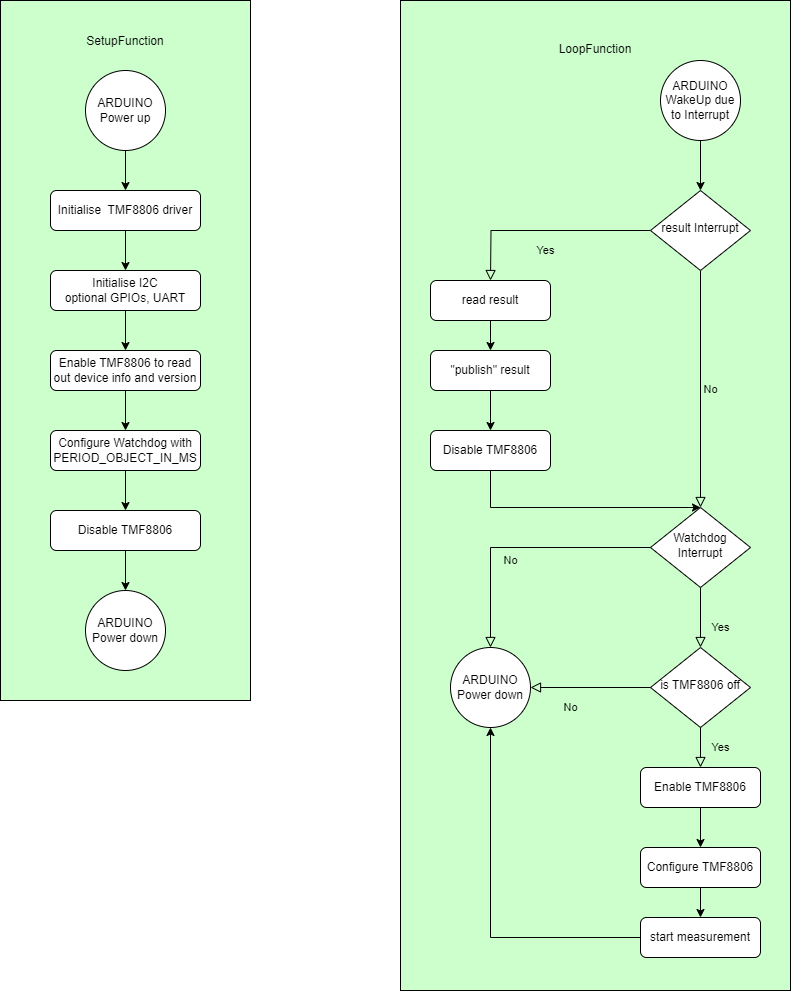 SetupFunction
ARDUINO
Power up
Initialise TMF8806 driver
Initialise I2C
optional GPIOs, UART
Enable TMF8806 to read
out device info and version
Configure Watchdog with
PERIOD_OBJECT_IN_MS
Disable TMF8806
ARDUINO
Power down
LoopFunction
ARDUINO
WakeUp due
to Interrupt
result Interrupt
Yes
read result
"publish" result
No
Disable TMF8806
Watchdog
Interrupt
No
Yes
ARDUINO
Power down
is TMF8806 off
No
Yes
Enable TMF8806
Configure TMF8806
start measurement